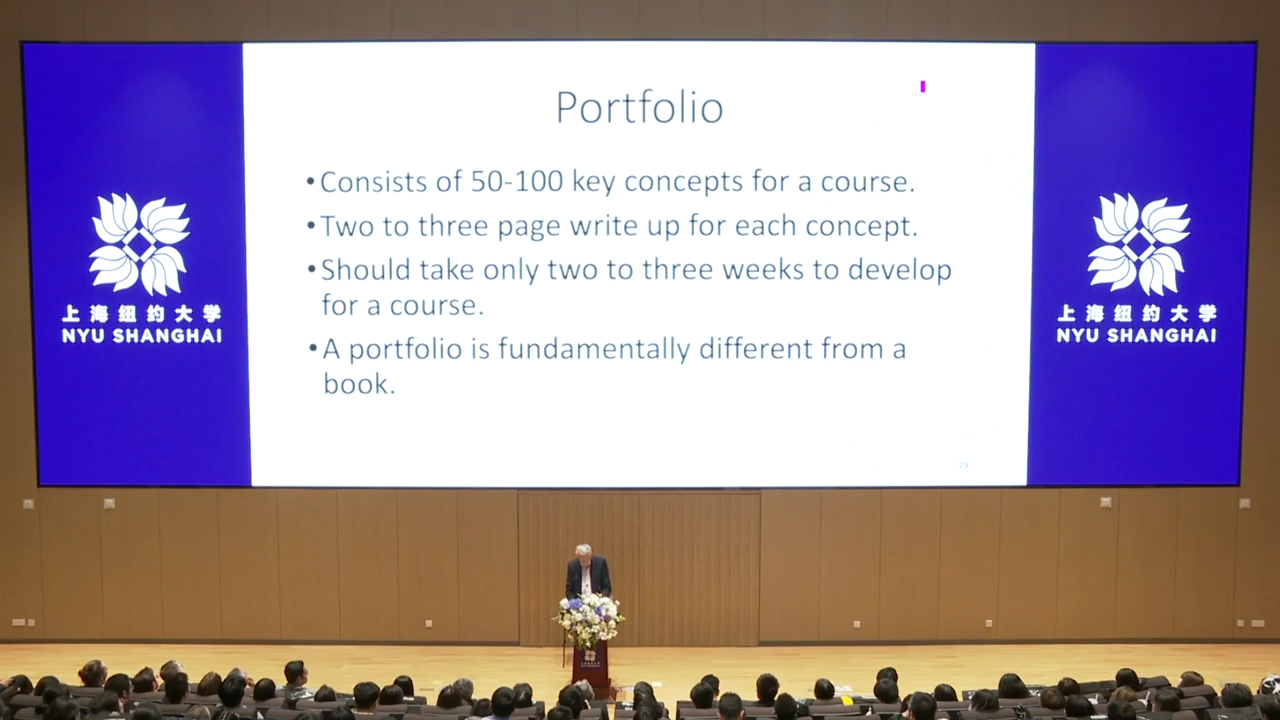 Portfolio
•Consists of 50-100 key concepts for a course.
•Two to three page write up for each concept.
•Should take only two to three weeks to develop
for a course.
•A portfolio is fundamentally different from a
book.
29
上海纽约大学
NYU SHANGHAI
上海纽约大学
NYU SHANGHAI